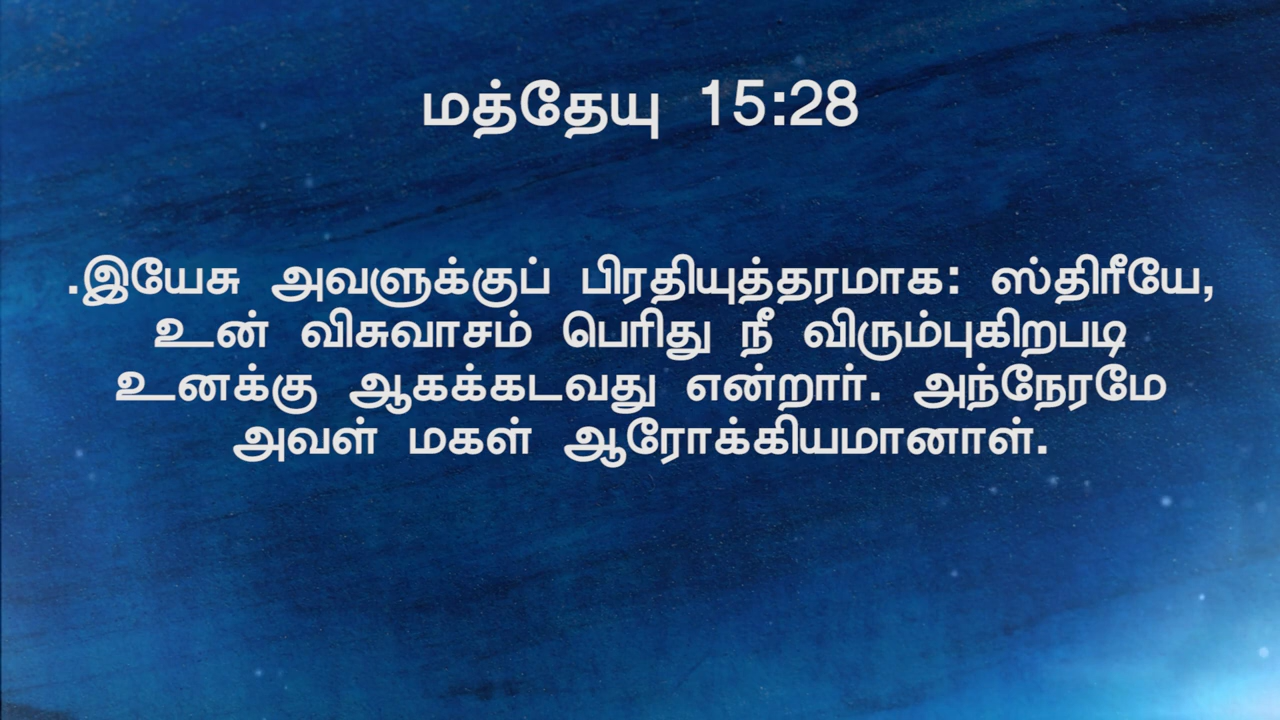 மத்தேயு 15:28
.இயேசு அவளுக்குப் பிரதியுத்தரமாக: ஸ்திரீயே,
உன் விசுவாசம் பெரிது நீ விரும்புகிறபடி
உனக்கு ஆகக்கடவது என்றார். அந்நேரமே
அவள் மகள் ஆரோக்கியமானாள்.